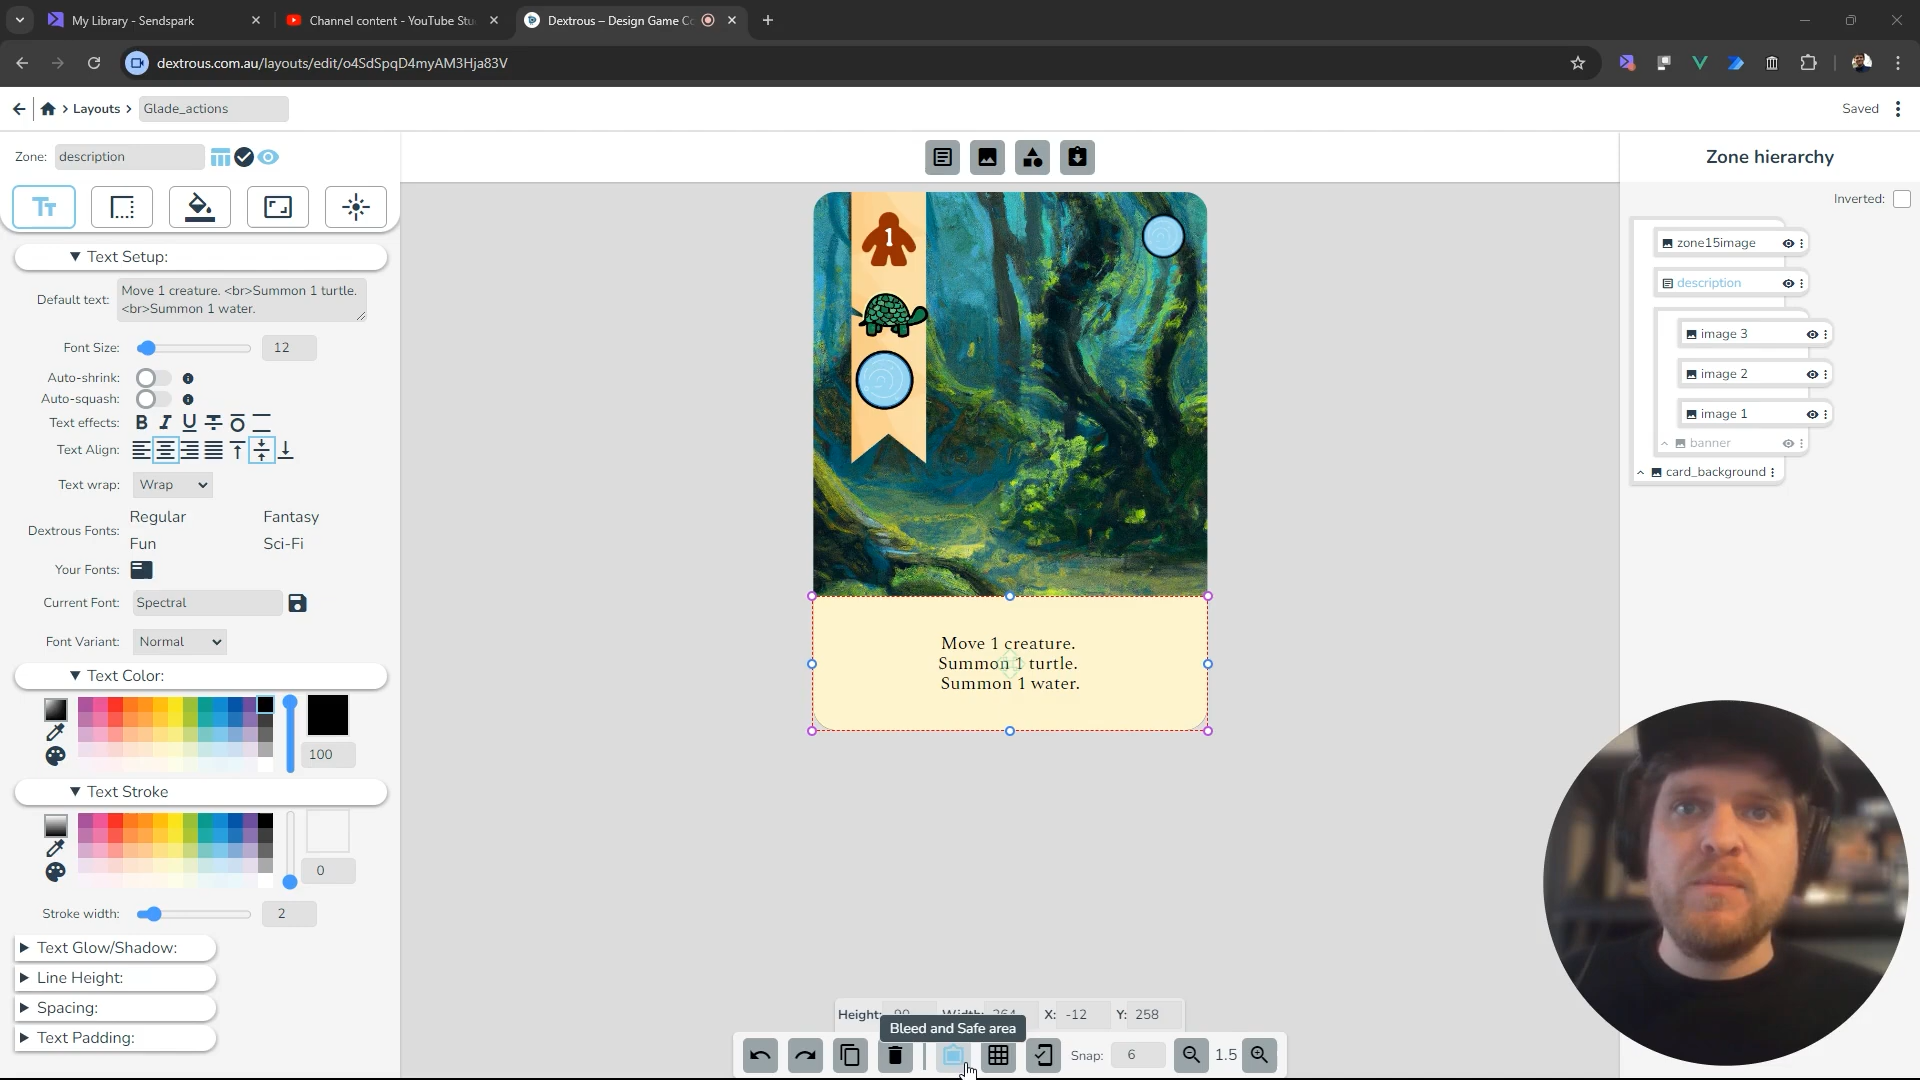 My Library - Sendspark
Channel content - YouTube Stu
Dextrous – Design Game Co
dextrous.com.au/layouts/edit/o4SdSpqD4myAM3Hja83V
> Layouts > Glade_actions
Saved
Zone: description
Tt
Text Setup:
Default text: Move 1 creature. <br>Summon 1 turtle.
<br>Summon 1 water.
Font Size: 12
Auto-shrink:
Auto-squash:
Text effects: B I U
Text Align:
Text wrap: Wrap
Dextrous Fonts: Regular Fantasy
Fun Sci-Fi
Your Fonts:
Current Font: Spectral
Font Variant: Normal
Text Color:
100
Text Stroke
0
Stroke width: 2
Text Glow/Shadow:
Line Height:
Spacing:
Text Padding:
1
Move 1 creature.
Summon 1 turtle.
Summon 1 water.
Height: X: -12 Y: 258
Bleed and Safe area
Snap: 6 1.5
Zone hierarchy
Inverted:
zone15image
description
image 3
image 2
image 1
banner
card_background